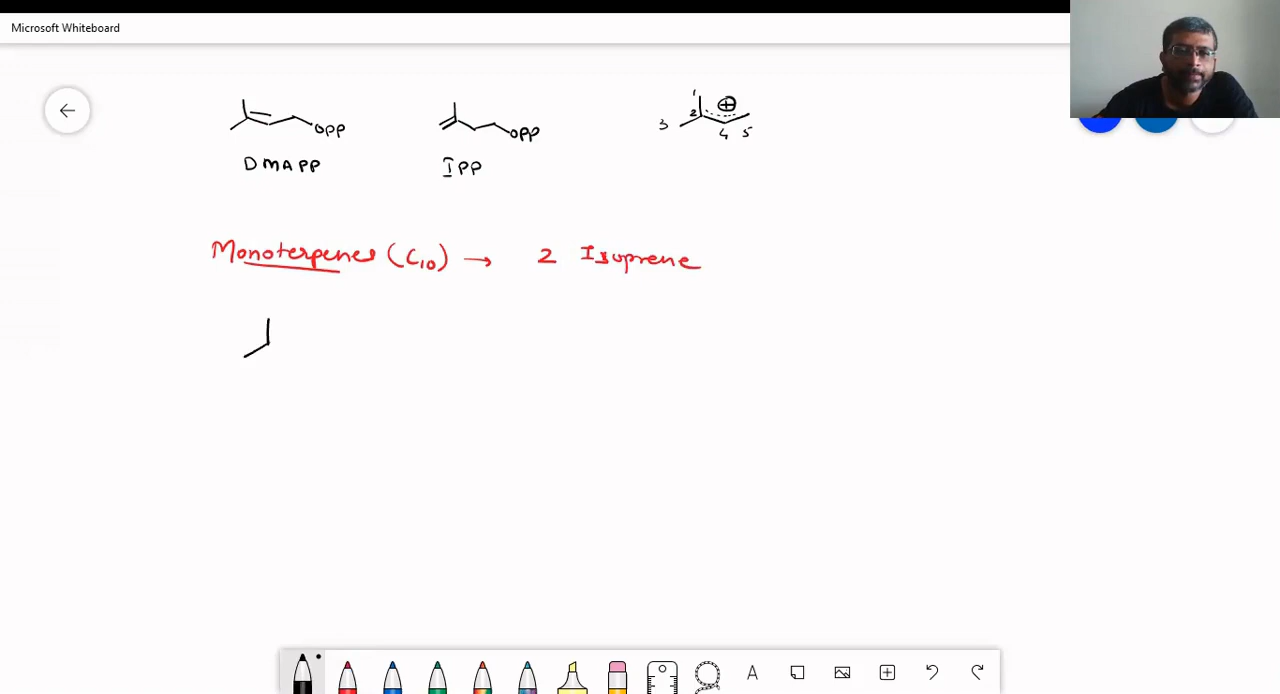 Microsoft Whiteboard
OPP
OPP
1
2
3
4
5
DMAPP
IPP
Monoterpenes (C10) → 2 Isoprene
A